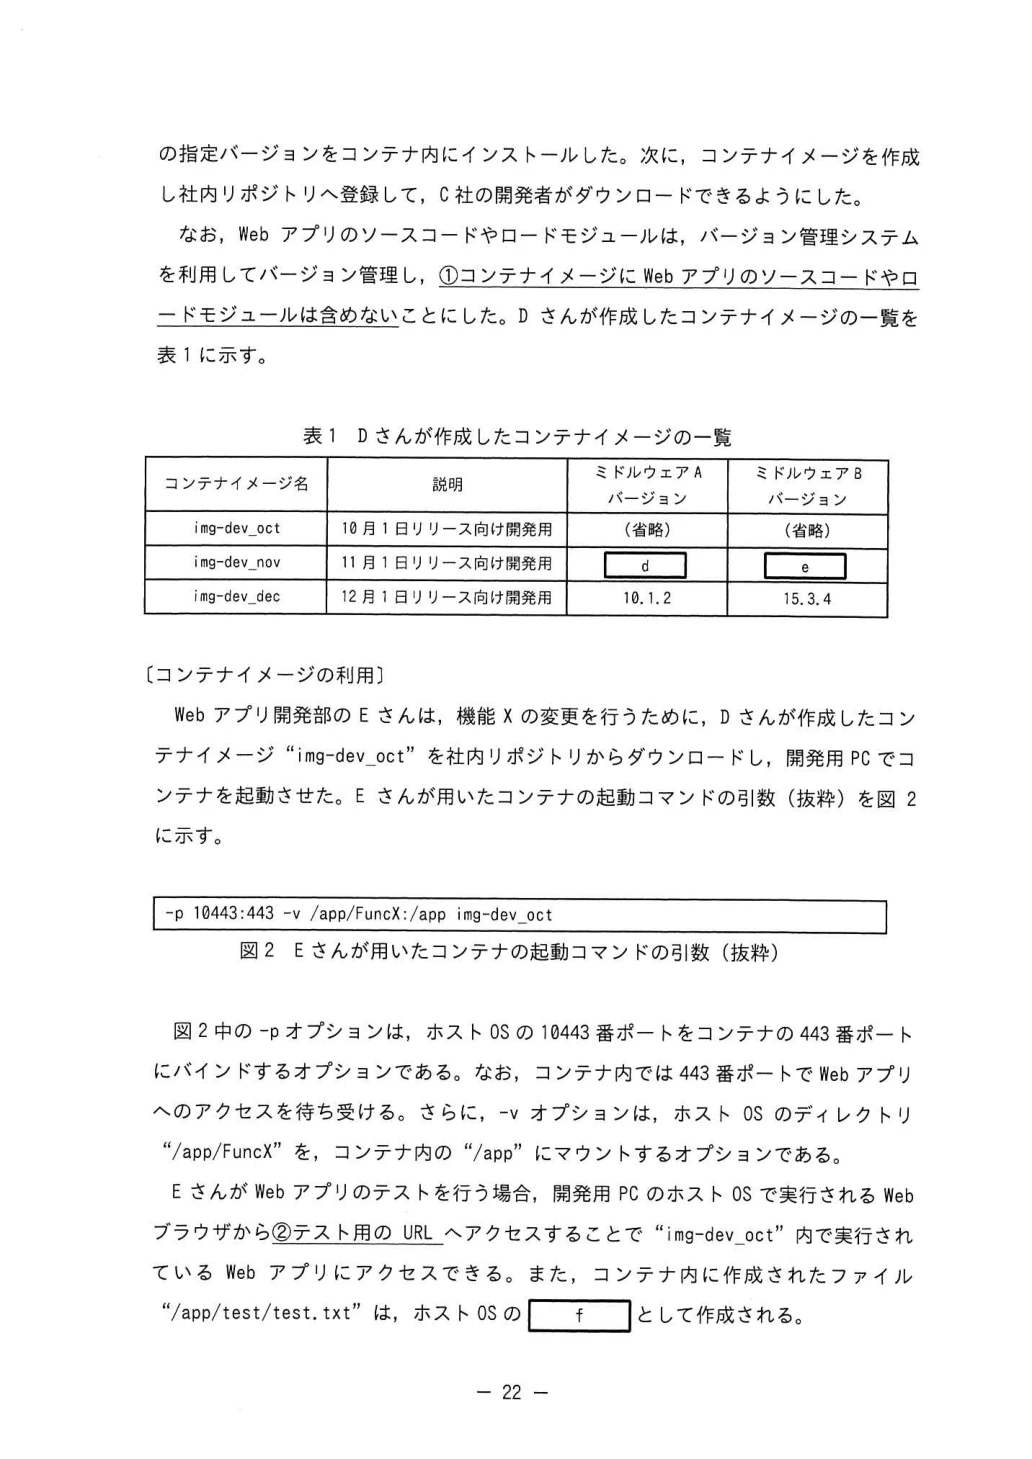 の指定バージョンをコンテナ内にインストールした。次に，コンテナイメージを作成
し社内リポジトリへ登録して，C 社の開発者がダウンロードできるようにした。
なお，Web アプリのソースコードやロードモジュールは，バージョン管理システム
を利用してバージョン管理し，①コンテナイメージに Web アプリのソースコードやロ
ードモジュールは含めないことにした。D さんが作成したコンテナイメージの一覧を
表 1 に示す。
表 1　D さんが作成したコンテナイメージの一覧
コンテナイメージ名 説明 ミドルウェア A バージョン ミドルウェア B バージョン
img-dev_oct 10 月 1 日リリース向け開発用 （省略） （省略）
img-dev_nov 11 月 1 日リリース向け開発用 d e
img-dev_dec 12 月 1 日リリース向け開発用 10.1.2 15.3.4
〔コンテナイメージの利用〕
Web アプリ開発部の E さんは，機能 X の変更を行うために，D さんが作成したコン
テナイメージ“img-dev_oct”を社内リポジトリからダウンロードし，開発用 PC でコ
ンテナを起動させた。E さんが用いたコンテナの起動コマンドの引数（抜粋）を図 2
に示す。
-p 10443:443 -v /app/FuncX:/app img-dev_oct
図 2　E さんが用いたコンテナの起動コマンドの引数（抜粋）
図 2 中の -p オプションは，ホスト OS の 10443 番ポートをコンテナの 443 番ポート
にバインドするオプションである。なお，コンテナ内では 443 番ポートで Web アプリ
へのアクセスを待ち受ける。さらに，-v オプションは，ホスト OS のディレクトリ
“/app/FuncX”を，コンテナ内の“/app”にマウントするオプションである。
E さんが Web アプリのテストを行う場合，開発用 PC のホスト OS で実行される Web
ブラウザから②テスト用の URL へアクセスすることで“img-dev_oct”内で実行され
ている Web アプリにアクセスできる。また，コンテナ内に作成されたファイル
“/app/test/test.txt”は，ホスト OS の f として作成される。
－ 22 －